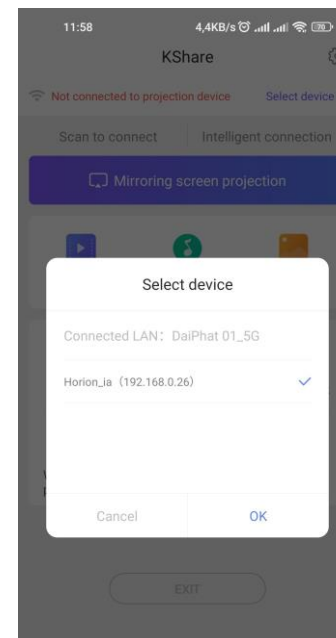 11:58
4,4KB/s
70
KShare
Not connected to projection device
Select device
Scan to connect
Intelligent connection
Mirroring screen projection
Select device
Connected LAN：DaiPhat 01_5G
Horion_ia（192.168.0.26）
Cancel
OK
EXIT